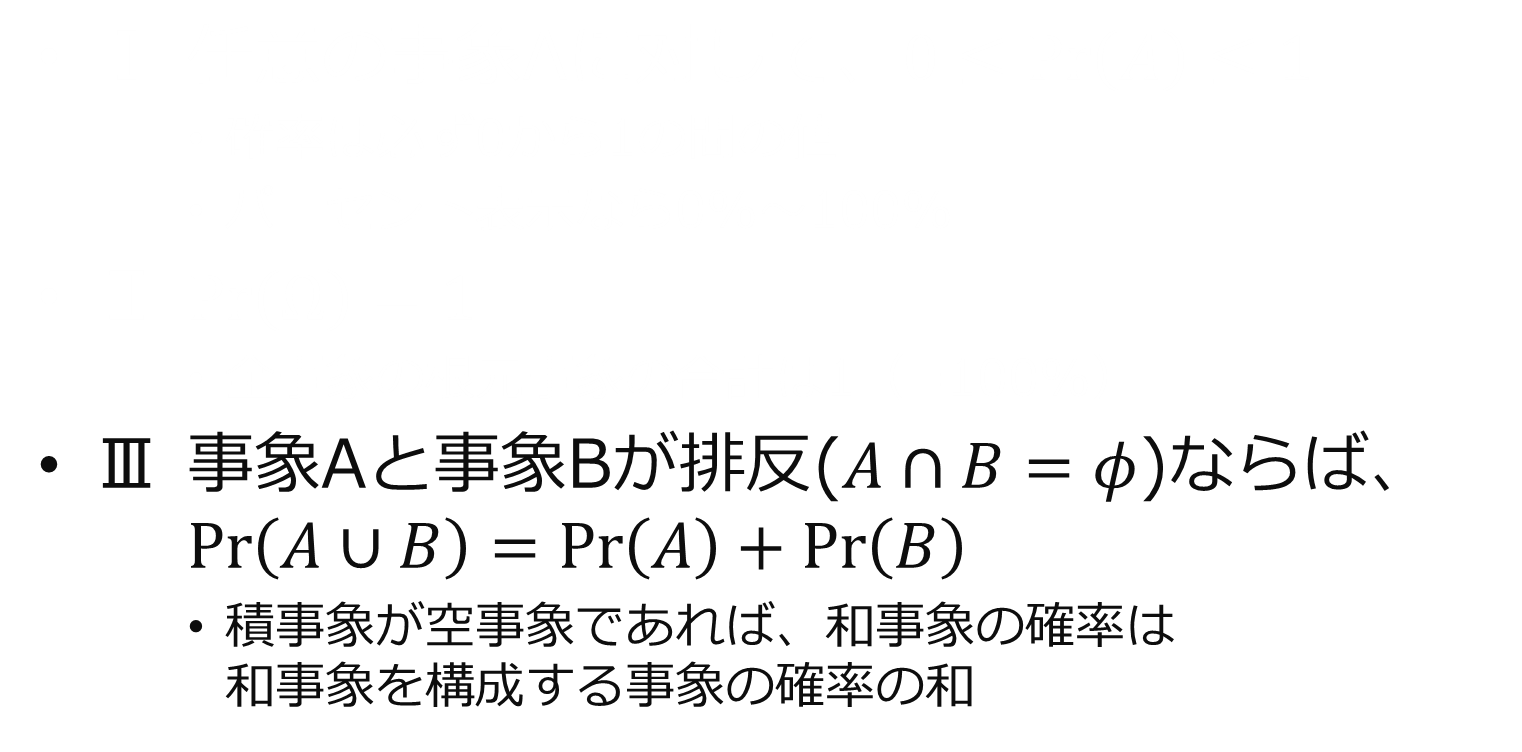 • Ⅲ 事象Aと事象Bが排反(A ∩ B = ϕ)ならば、
Pr(A ∪ B) = Pr(A) + Pr(B)
• 積事象が空事象であれば、和事象の確率は
和事象を構成する事象の確率の和